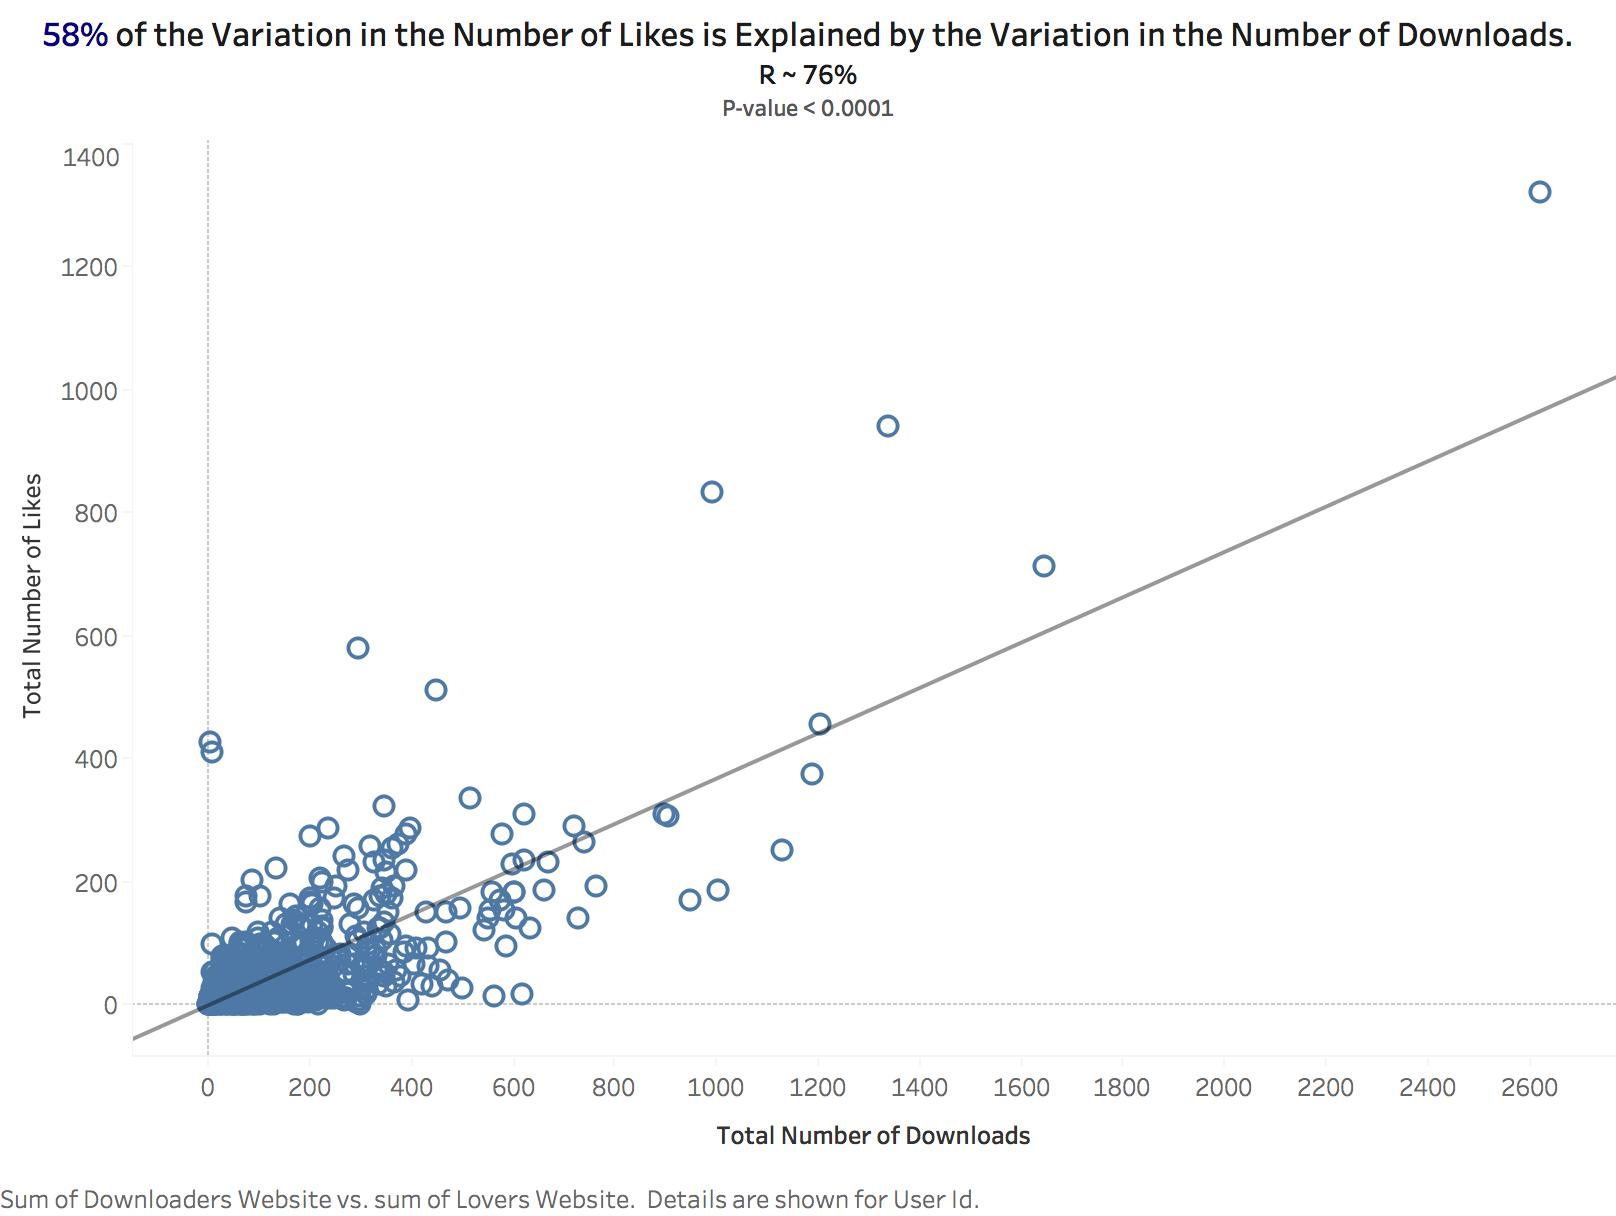 58% of the Variation in the Number of Likes is Explained by the Variation in the Number of Downloads.
R ~ 76%
P-value < 0.0001
1400
1200
1000
800
600
400
200
0
Total Number of Likes
0 200 400 600 800 1000 1200 1400 1600 1800 2000 2200 2400 2600
Total Number of Downloads
Sum of Downloaders Website vs. sum of Lovers Website. Details are shown for User Id.